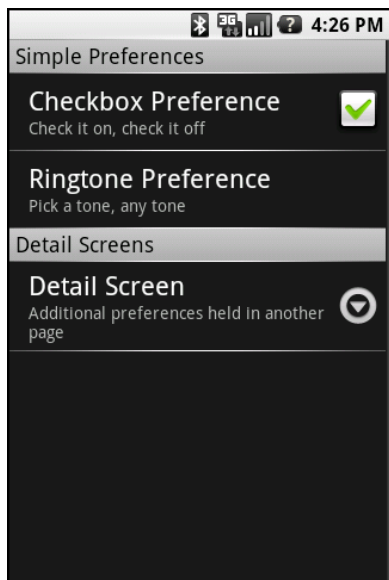 3G
?
4:26 PM
Simple Preferences
Checkbox Preference
Check it on, check it off
Ringtone Preference
Pick a tone, any tone
Detail Screens
Detail Screen
Additional preferences held in another
page